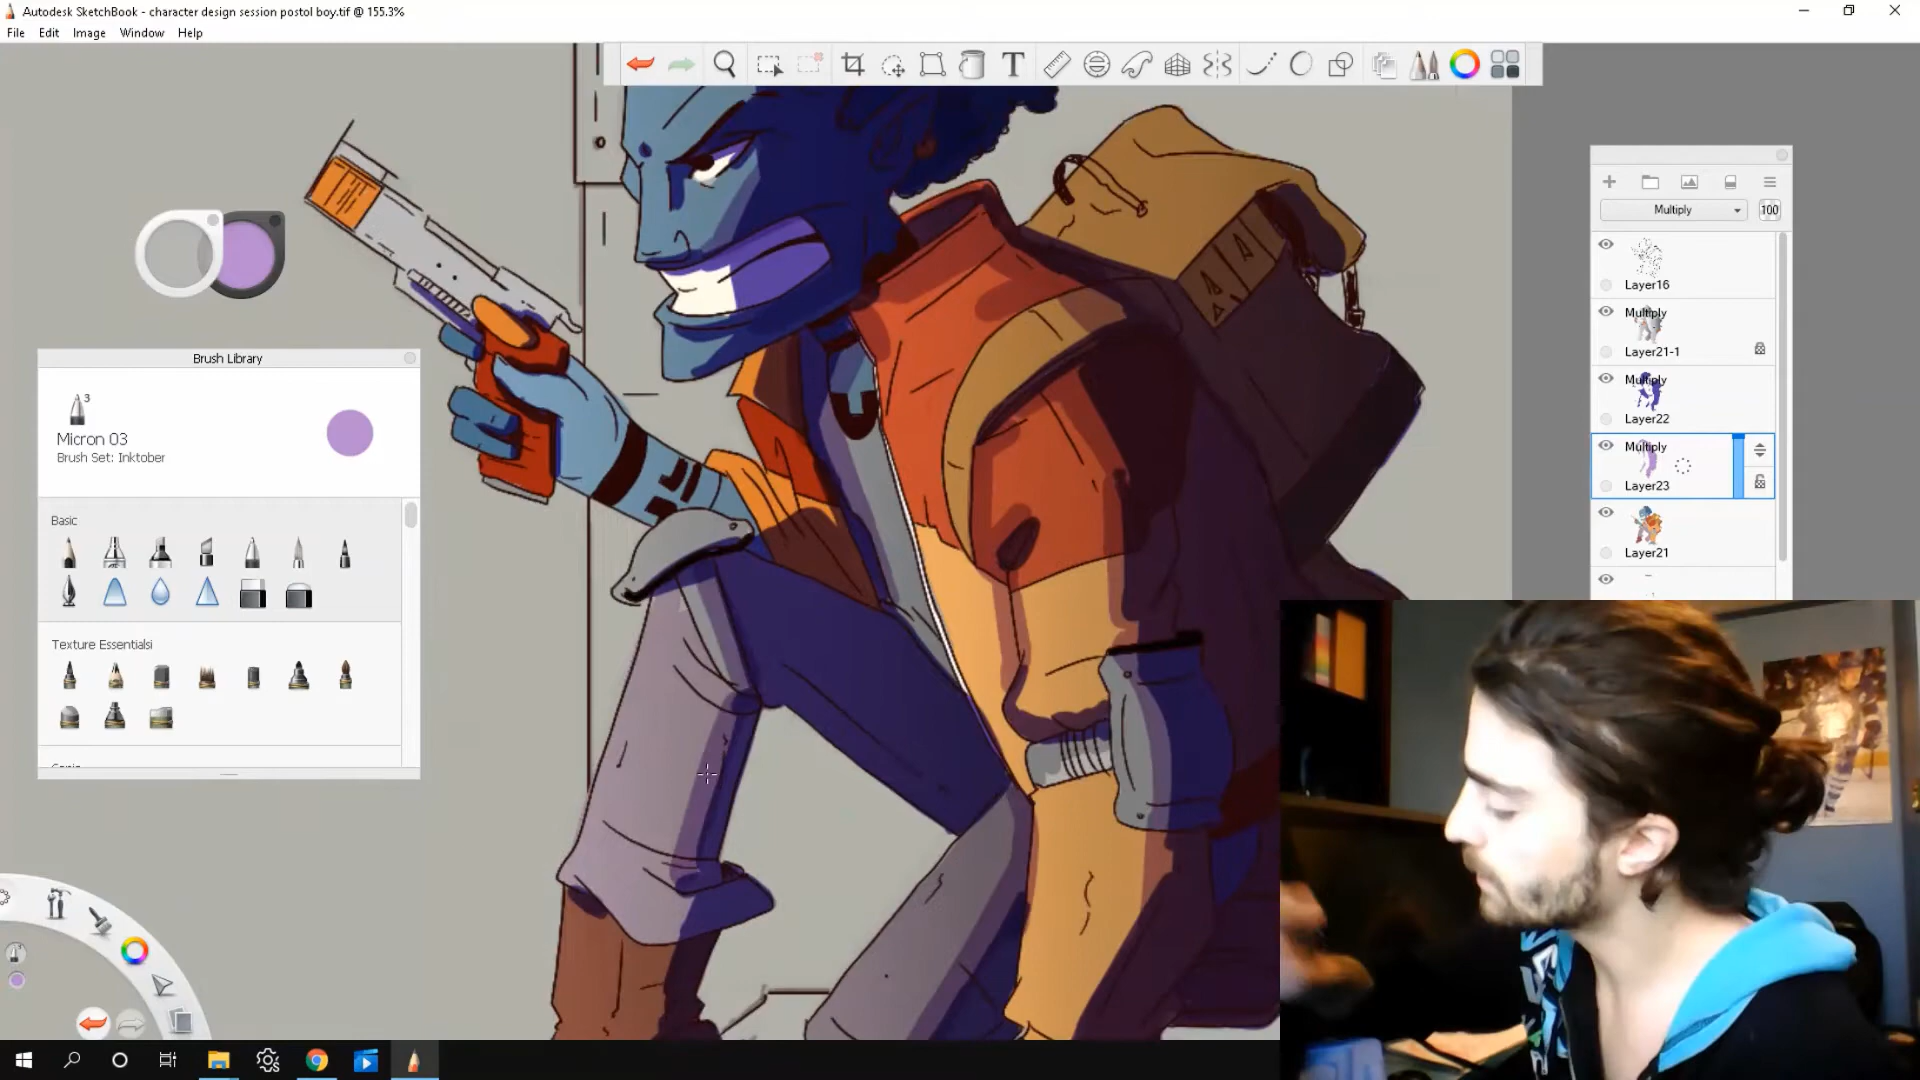 Autodesk SketchBook - character design session postol boy.tif @ 155.3%
File Edit Image Window Help
T
Multiply
100
Layer16
Multiply
Layer21-1
Multiply
Layer22
Multiply
Layer23
Layer21
Brush Library
3
Micron 03
Brush Set: Inktober
Basic
Texture Essentialsi